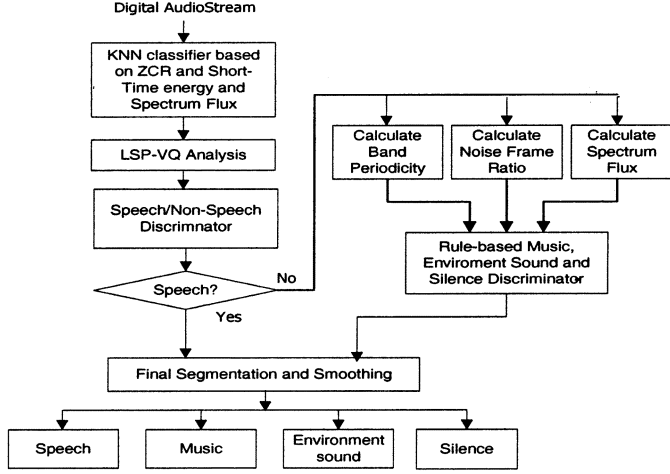 Digital AudioStream
KNN classifier based
on ZCR and Short-
Time energy and
Spectrum Flux
LSP-VQ Analysis
Speech/Non-Speech
Discrimnator
Speech?
No
Yes
Calculate
Band
Periodicity
Calculate
Noise Frame
Ratio
Calculate
Spectrum
Flux
Rule-based Music,
Enviroment Sound and
Silence Discriminator
Final Segmentation and Smoothing
Speech
Music
Environment
sound
Silence